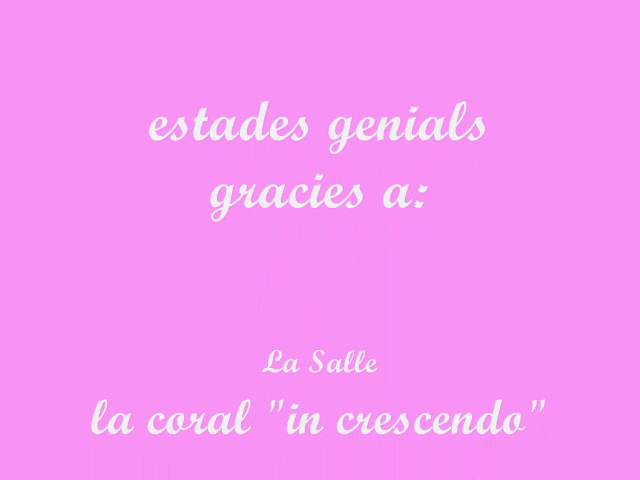 estades genials
gracies a:
La Salle
la coral "in crescendo"